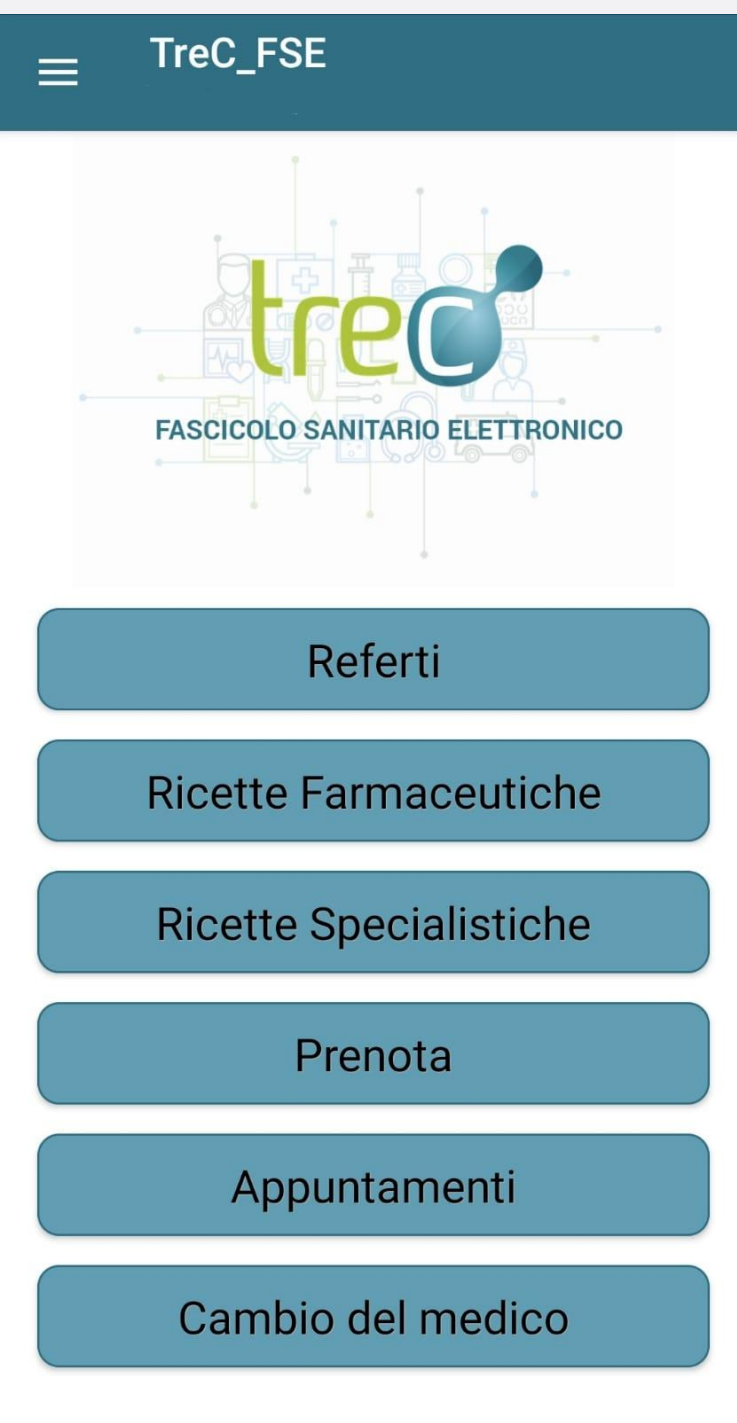 TreC_FSE
trec
FASCICOLO SANITARIO ELETTRONICO
Referti
Ricette Farmaceutiche
Ricette Specialistiche
Prenota
Appuntamenti
Cambio del medico